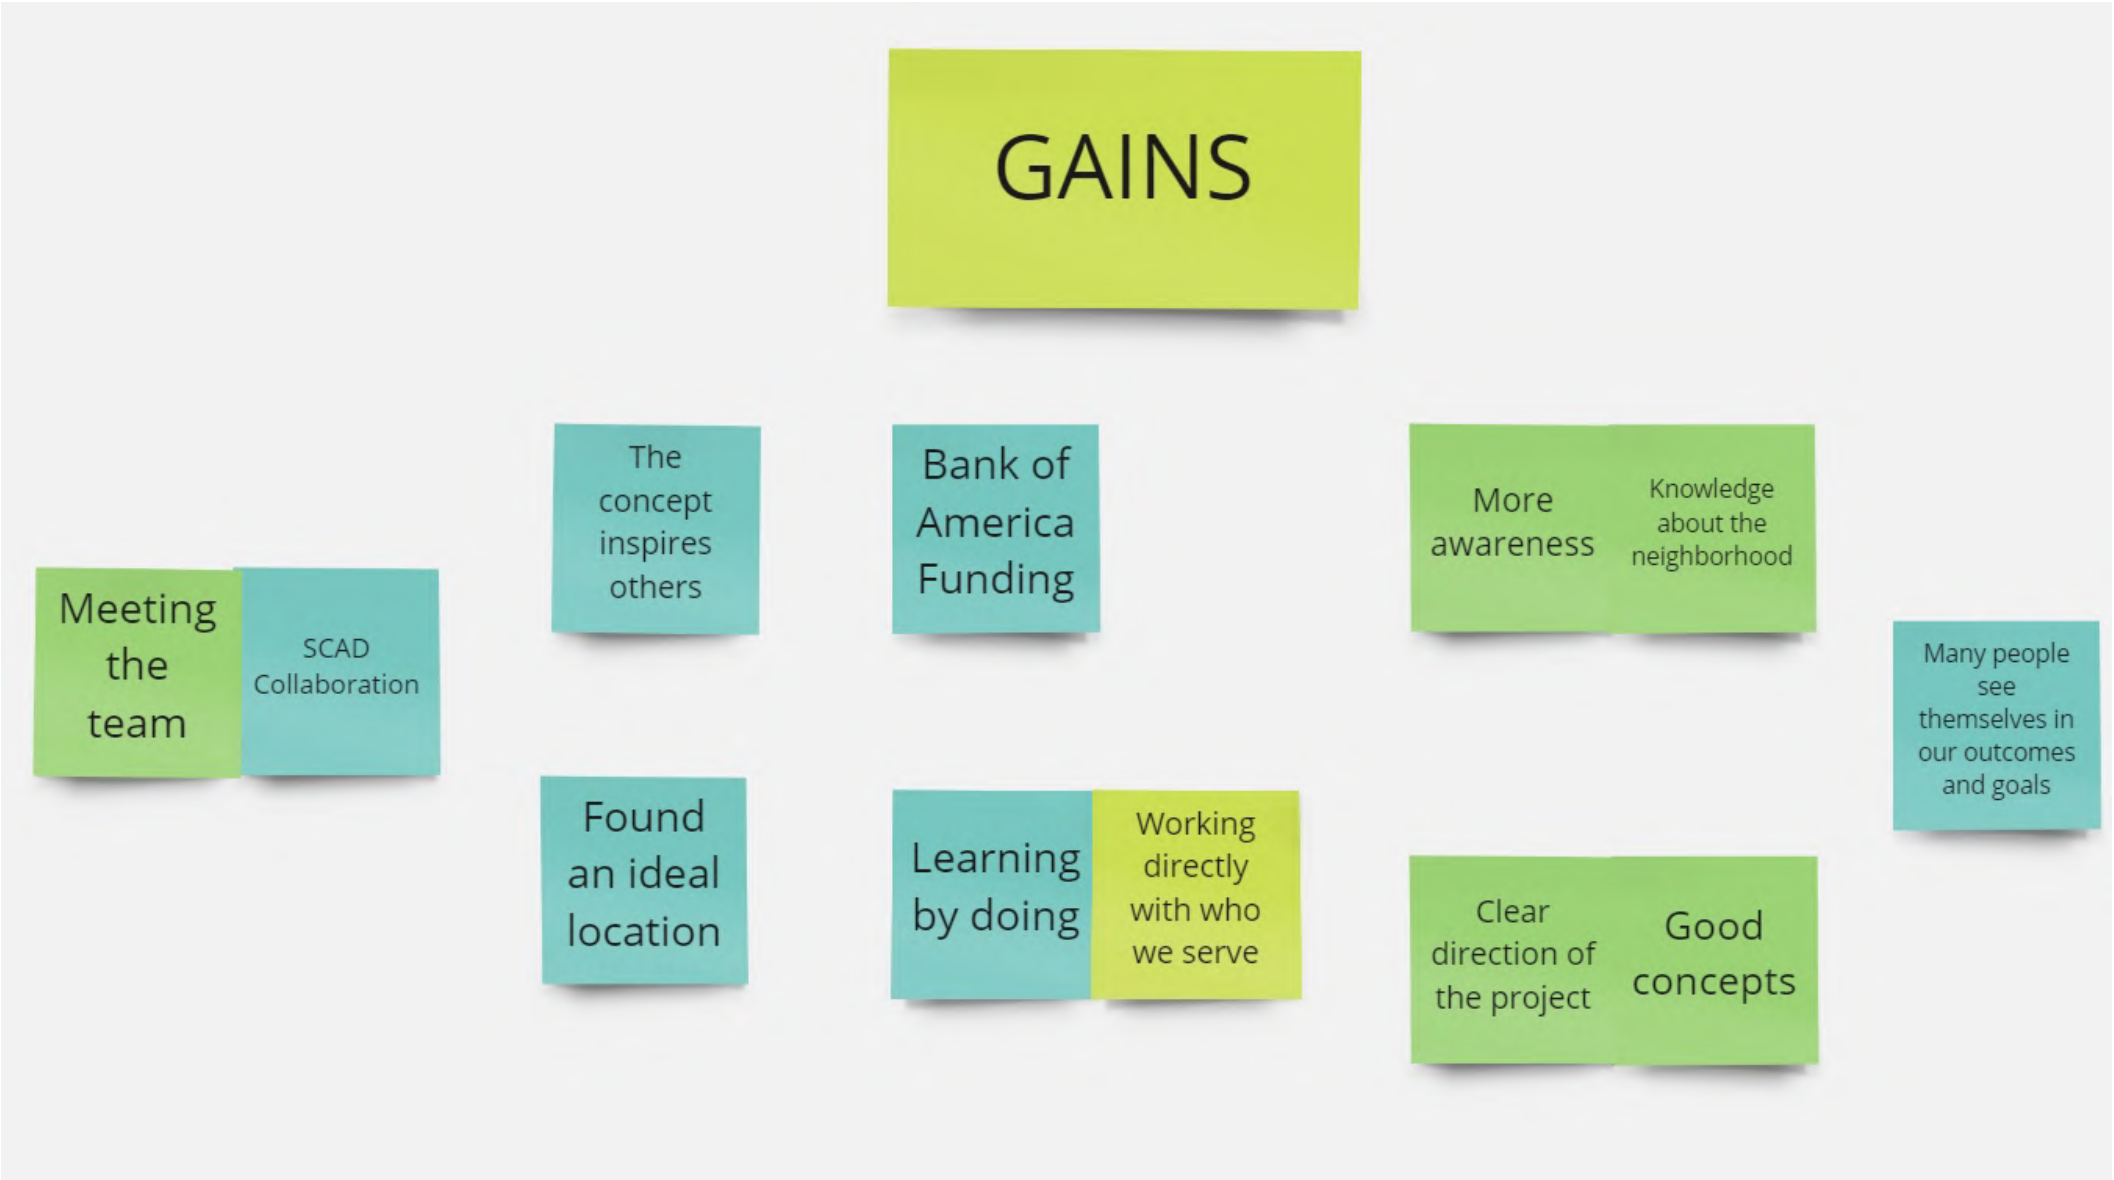 GAINS
Meeting
the
team
SCAD
Collaboration
The
concept
inspires
others
Found
an ideal
location
Bank of
America
Funding
Learning
by doing
Working
directly
with who
we serve
More
awareness
Knowledge
about the
neighborhood
Clear
direction of
the project
Good
concepts
Many people
see
themselves in
our outcomes
and goals